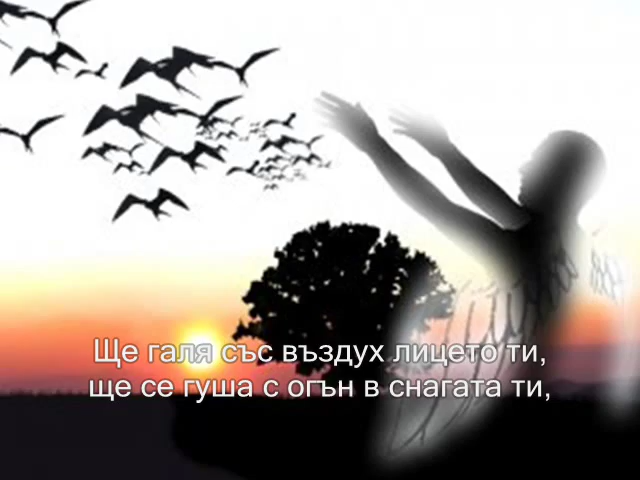 Ще галя със въздух лицето ти,
ще се гуша с огън в снагата ти,